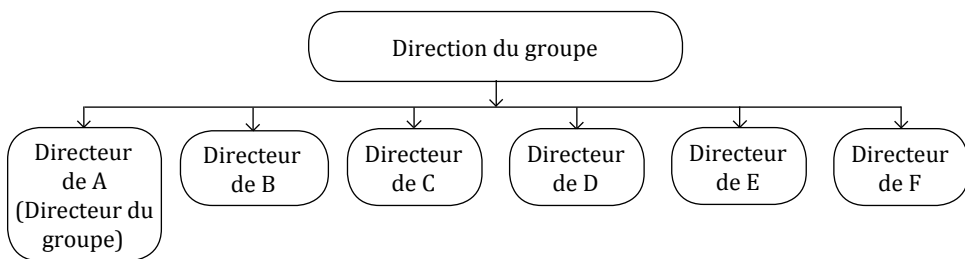 Direction du groupe
Directeur
de A
(Directeur du
groupe)
Directeur
de B
Directeur
de C
Directeur
de D
Directeur
de E
Directeur
de F